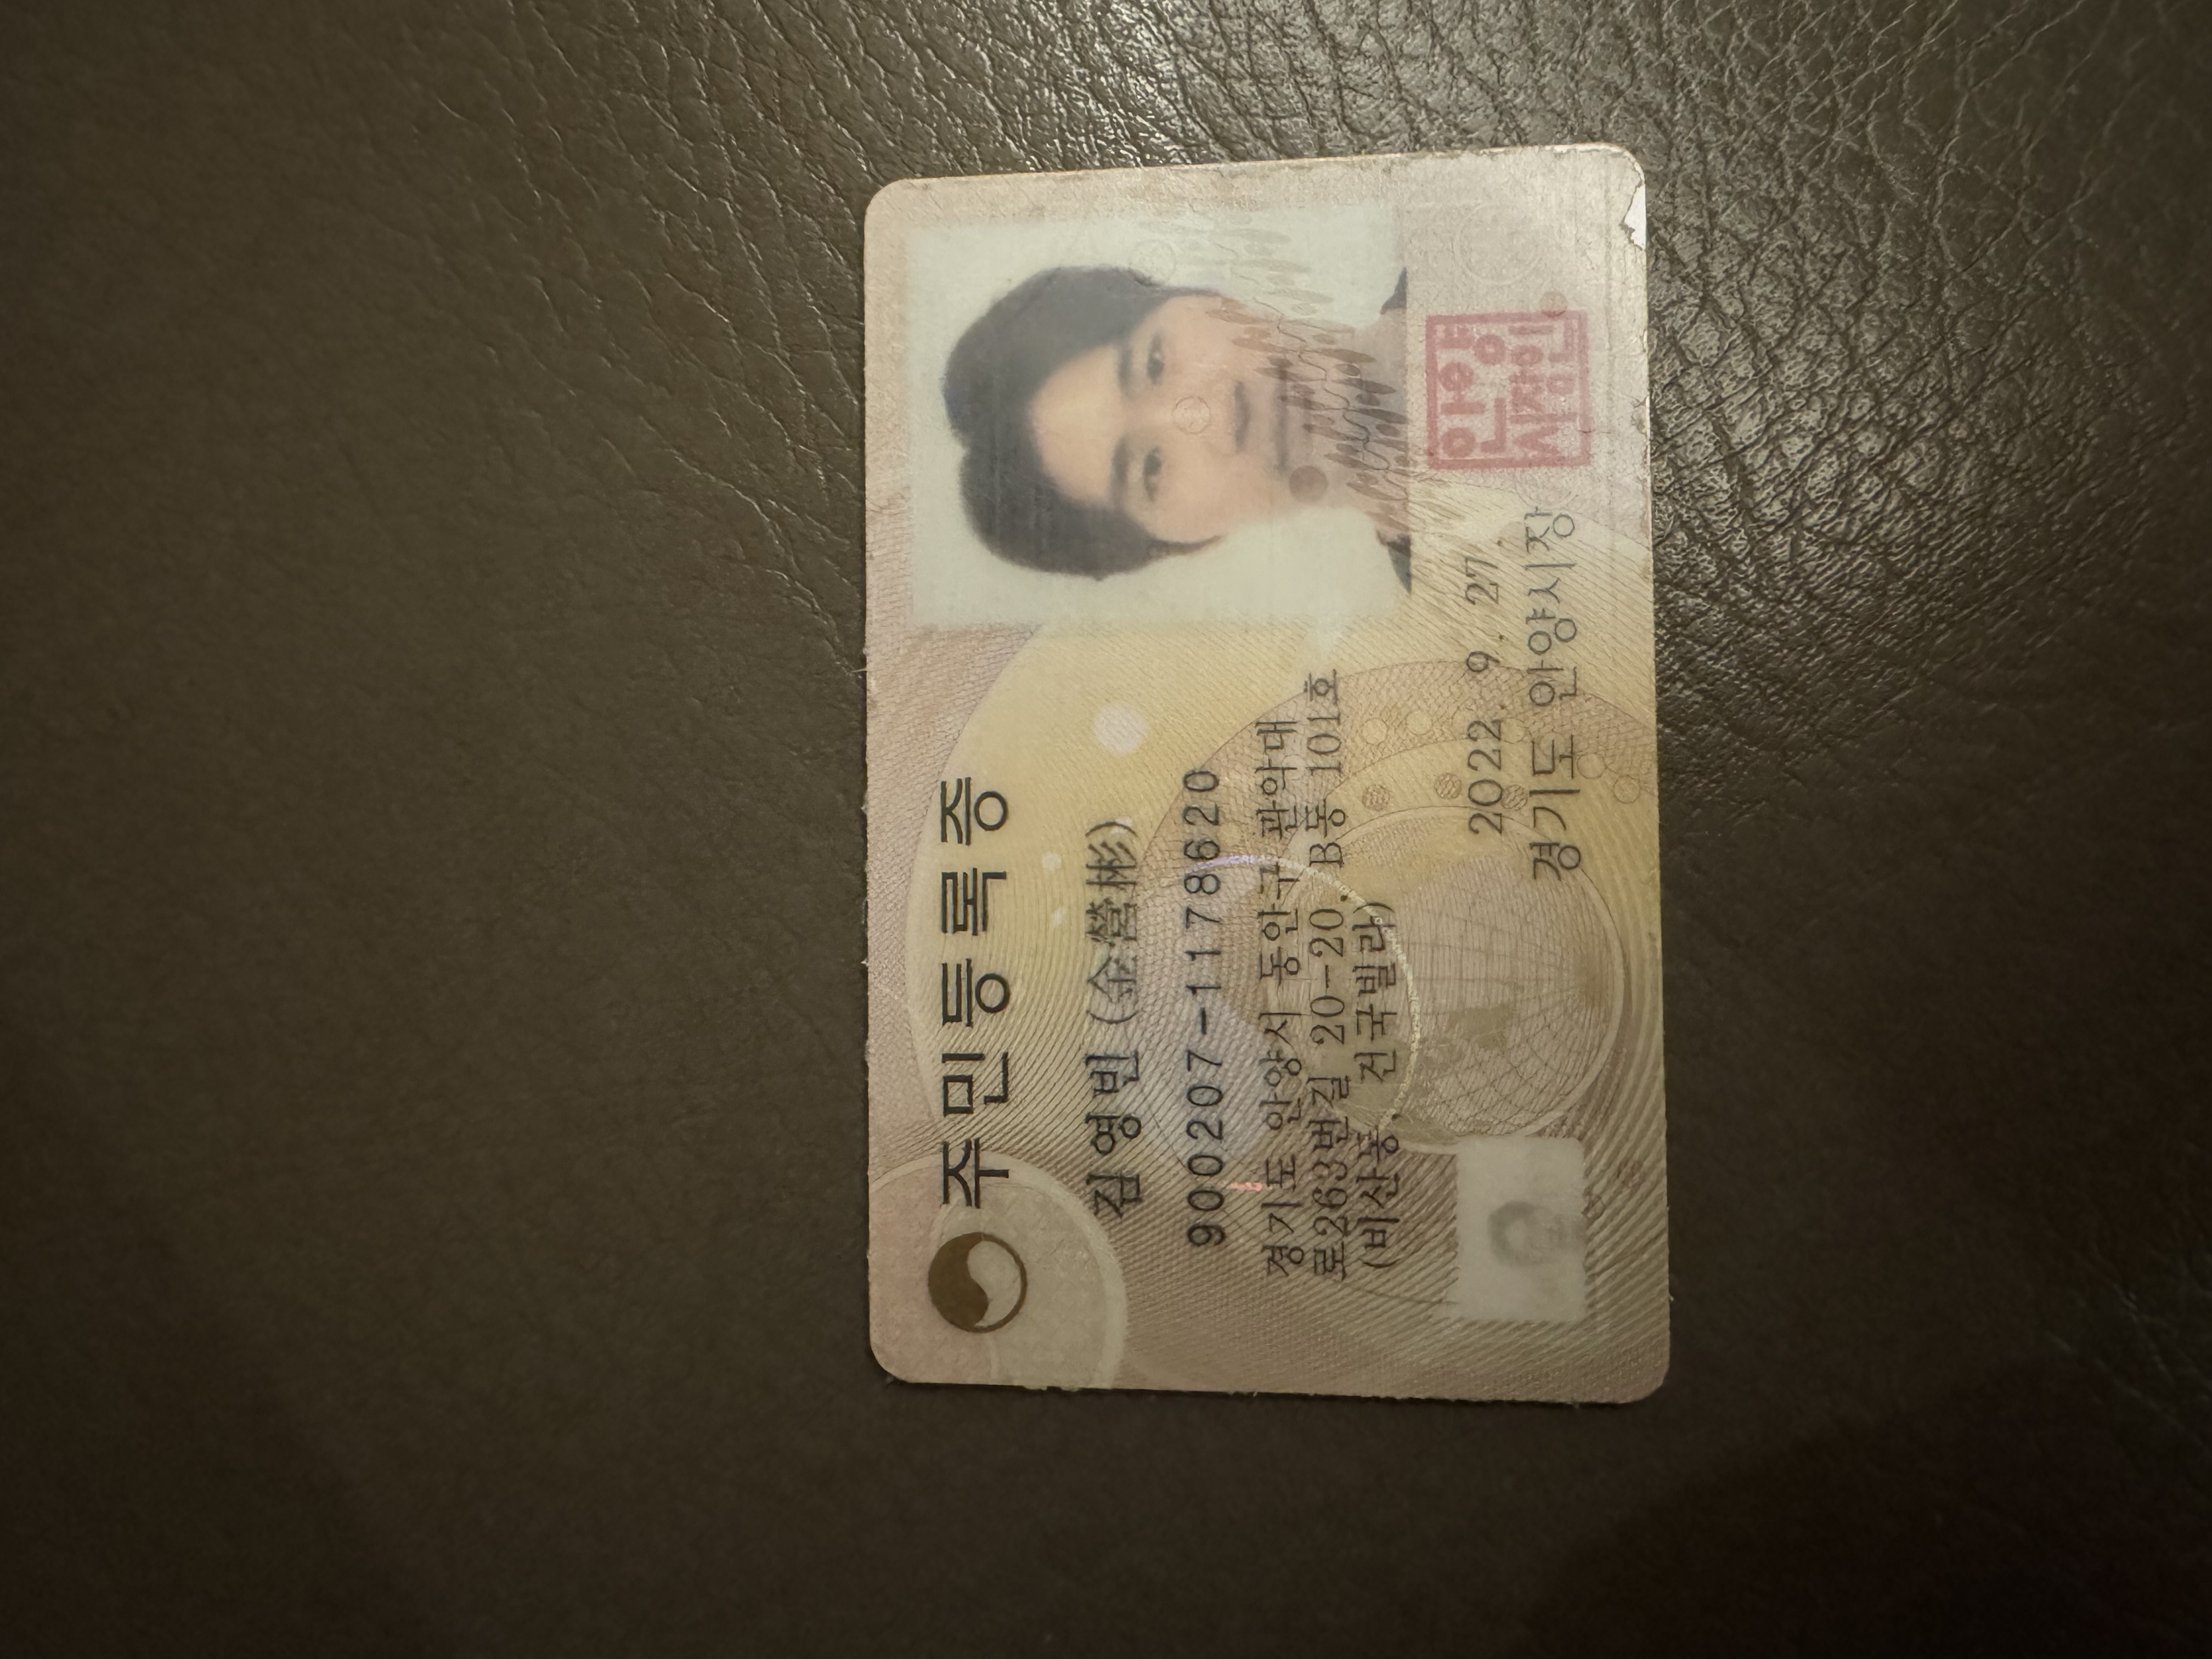 주민등록증
김영빈(金營彬)
900207-1178620
경기도 안양시 동안구 관악대
로263번길 20-20, B동 101호
(비산동, 건국빌라)
2022. 9. 27.
경기도 안양시장
안양
시장인